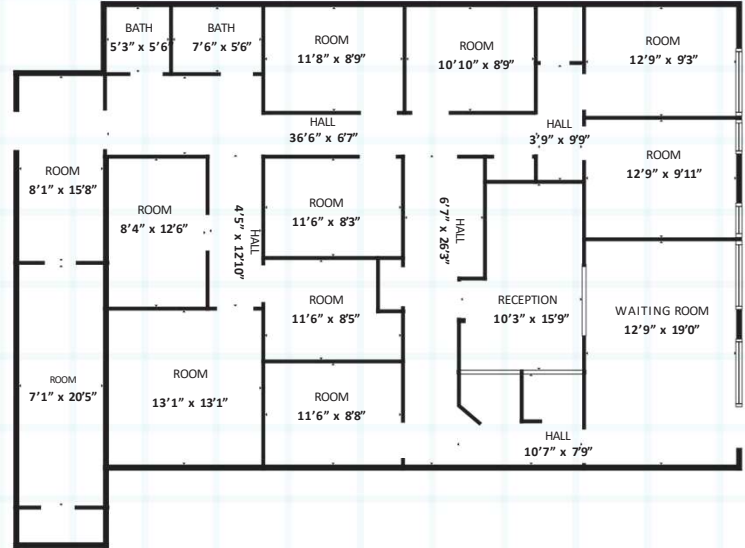 BATH
5'3" x 5'6"
BATH
7'6" x 5'6"
ROOM
11'8" x 8'9"
ROOM
10'10" x 8'9"
ROOM
12'9" x 9'3"
HALL
36'6" x 6'7"
HALL
3'9" x 9'9"
ROOM
8'1" x 15'8"
ROOM
8'4" x 12'6"
HALL
4'5" x 12'10"
ROOM
11'6" x 8'3"
HALL
6'7" x 26'3"
ROOM
12'9" x 9'11"
ROOM
11'6" x 8'5"
RECEPTION
10'3" x 15'9"
WAITING ROOM
12'9" x 19'0"
ROOM
7'1" x 20'5"
ROOM
13'1" x 13'1"
ROOM
11'6" x 8'8"
HALL
10'7" x 7'9"